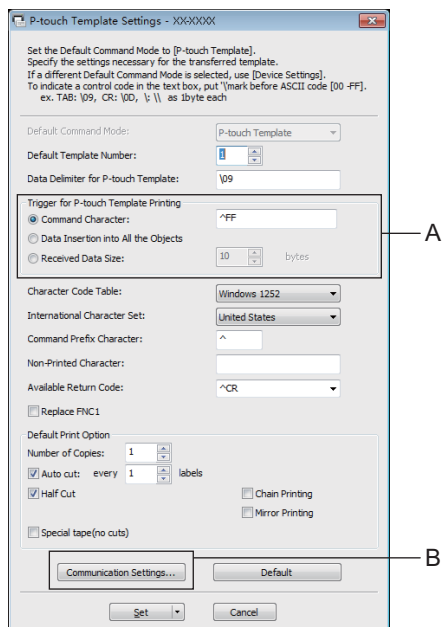 P-touch Template Settings - XX-XXXX
Set the Default Command Mode to [P-touch Template].
Specify the settings necessary for the transferred template.
If a different Default Command Mode is selected, use [Device Settings].
To indicate a control code in the text box, put '\'mark before ASCII code [00 -FF].
ex. TAB: \09, CR: \0D, \: \\ as 1byte each
Default Command Mode: P-touch Template
Default Template Number: 1
Data Delimiter for P-touch Template: \09
Trigger for P-touch Template Printing
Command Character: ^FF
A
Data Insertion into All the Objects
Received Data Size: 10 bytes
Character Code Table: Windows 1252
International Character Set: United States
Command Prefix Character: ^
Non-Printed Character:
Available Return Code: ^CR
Replace FNC1
Default Print Option
Number of Copies: 1
Auto cut: every 1 labels
Half Cut Chain Printing
Mirror Printing
Special tape(no cuts)
B
Communication Settings... Default
Set Cancel